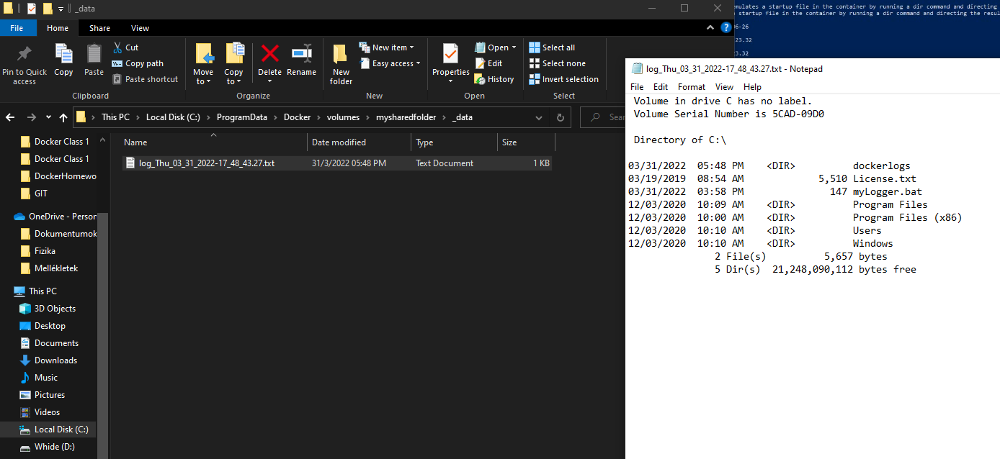 _data
File Home Share View
Pin to Quick access
Copy
Paste
Cut
Copy path
Paste shortcut
Clipboard
Move to
Copy to
Delete
Rename
Organize
New folder
New item
Easy access
New
Properties
Open
Edit
History
Open
Select all
Select none
Invert selection
Select
This PC > Local Disk (C:) > ProgramData > Docker > volumes > mysharedfolder > _data
Sear
Docker Class 1
Docker Class 1
DockerHomewo
GIT
OneDrive - Person
Dokumentumok
Fizika
Mellékletek
This PC
3D Objects
Desktop
Documents
Downloads
Music
Pictures
Videos
Local Disk (C:)
Whide (D:)
Name Date modified Type Size
log_Thu_03_31_2022-17_48_43.27.txt 31/3/2022 05:48 PM Text Document 1 KB
emulates a startup file in the container by running a dir command and directing
startup file in the container by running a dir command and directing the resul
06-26
23.32
23.32
log_Thu_03_31_2022-17_48_43.27.txt - Notepad
File Edit Format View Help
Volume in drive C has no label.
Volume Serial Number is 5CAD-09D0
Directory of C:\
03/31/2022 05:48 PM <DIR> dockerlogs
03/19/2019 08:54 AM 5,510 License.txt
03/31/2022 03:58 PM 147 myLogger.bat
12/03/2020 10:09 AM <DIR> Program Files
12/03/2020 10:00 AM <DIR> Program Files (x86)
12/03/2020 10:10 AM <DIR> Users
12/03/2020 10:10 AM <DIR> Windows
2 File(s) 5,657 bytes
5 Dir(s) 21,248,090,112 bytes free